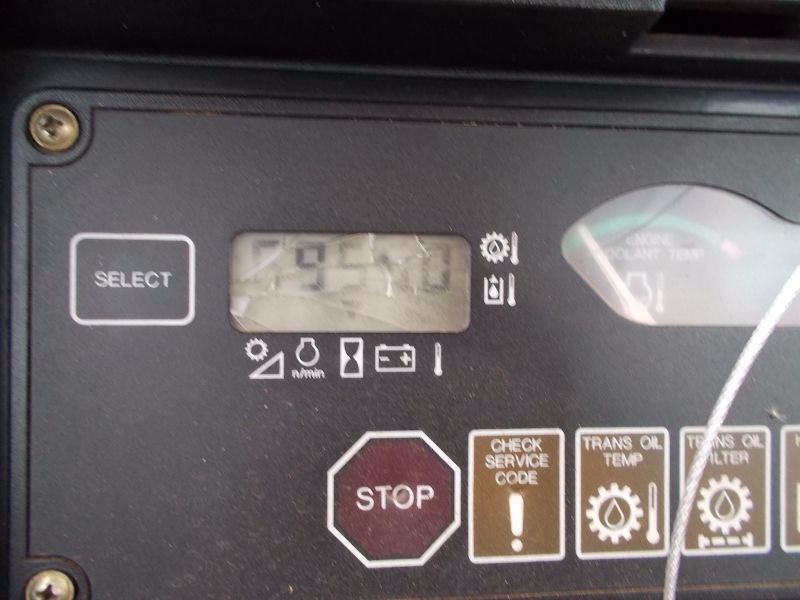 SELECT
ENGINE
COOLANT TEMP
n/min
STOP
CHECK
SERVICE
CODE
TRANS OIL
TEMP
TRANS OIL
FILTER